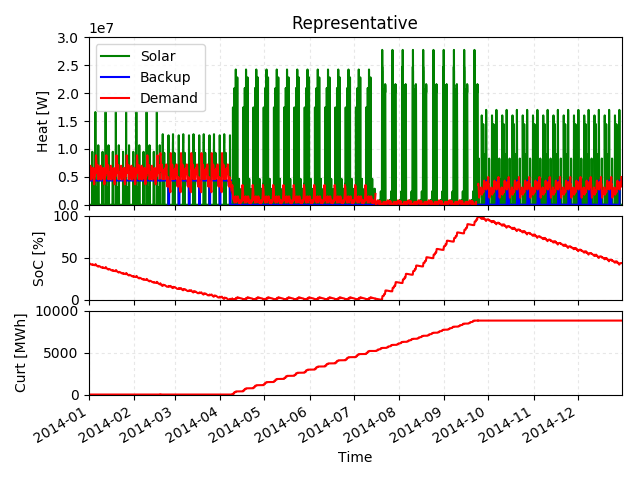 Representative
1e7
3.0
2.5
2.0
1.5
1.0
0.5
0.0
Heat [W]
Solar
Backup
Demand
100
50
0
SoC [%]
10000
5000
0
Curt [MWh]
2014-01
2014-02
2014-03
2014-04
2014-05
2014-06
2014-07
2014-08
2014-09
2014-10
2014-11
2014-12
Time